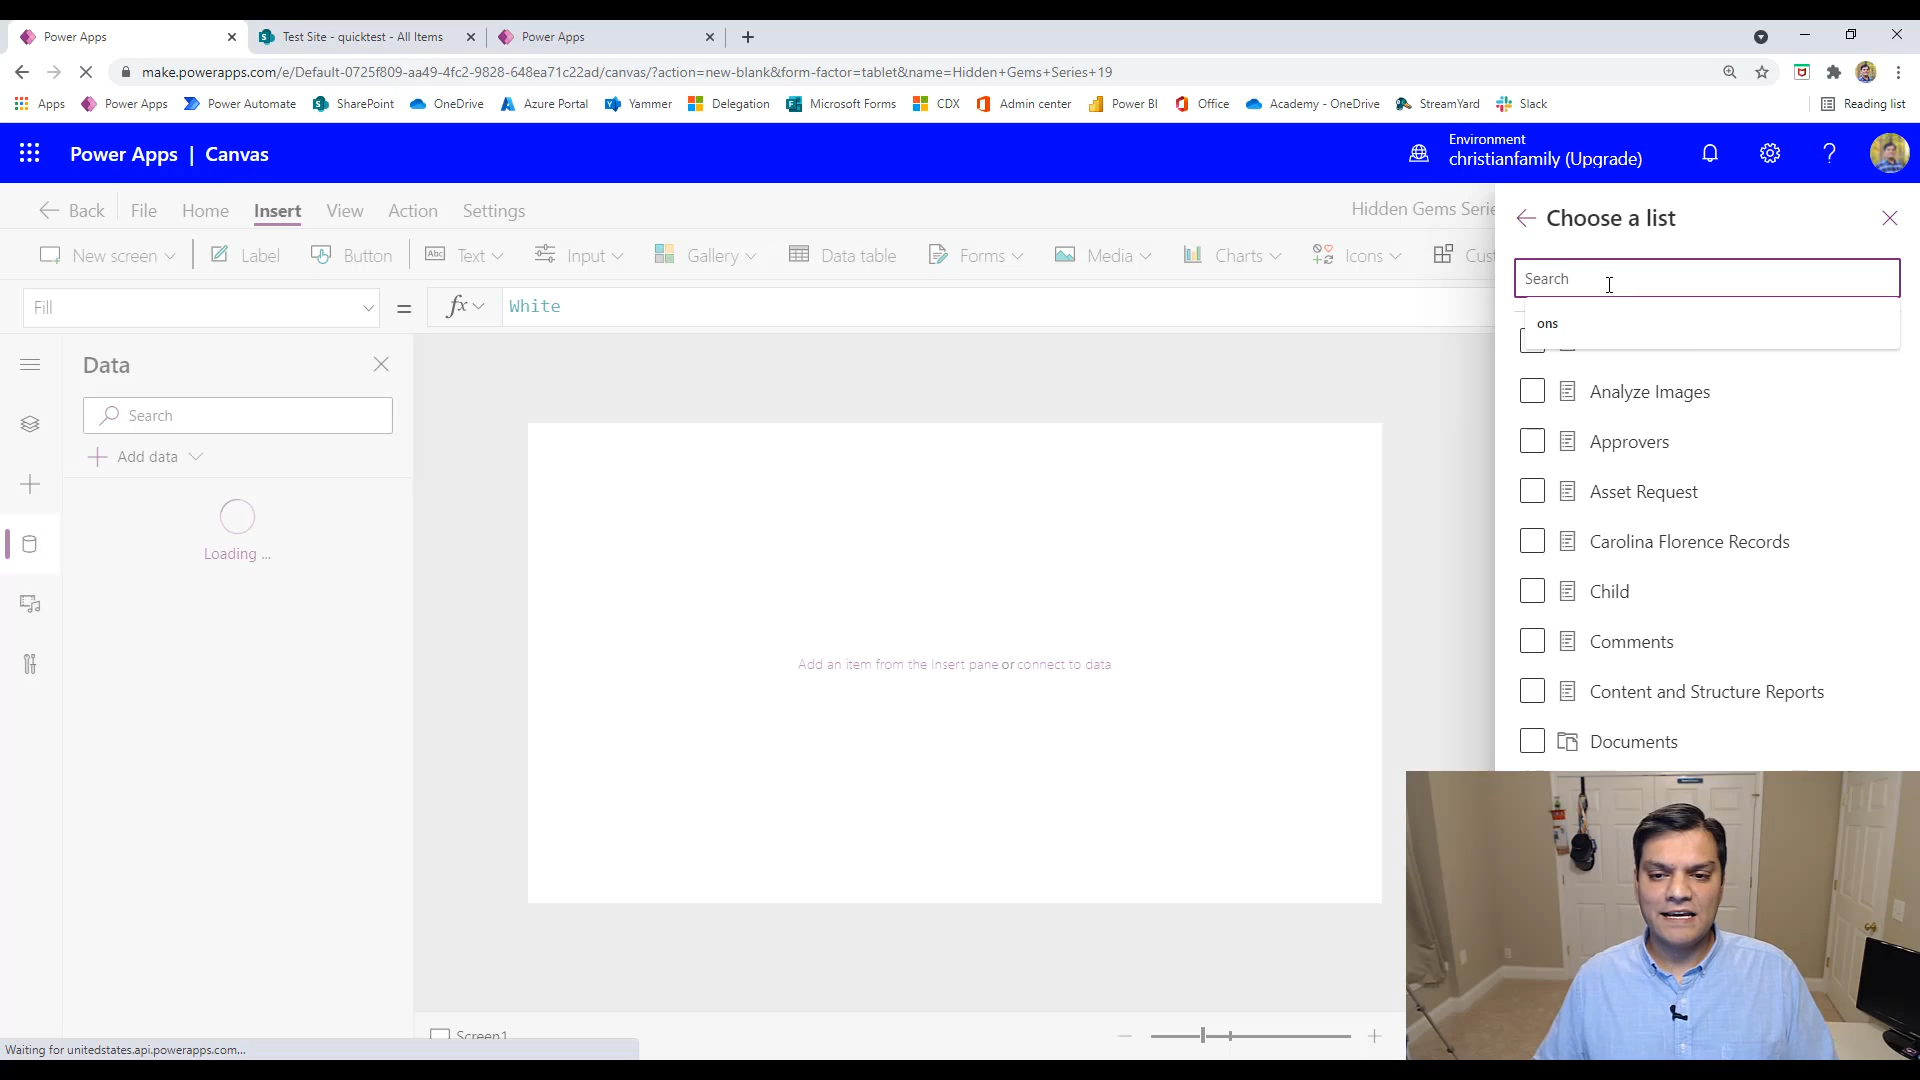 Power Apps
Test Site - quicktest - All Items
Power Apps
make.powerapps.com/e/Default-0725f809-aa49-4fc2-9828-648ea71c22ad/canvas/?action=new-blank&form-factor=tablet&name=Hidden+Gems+Series+19
Apps Power Apps Power Automate SharePoint OneDrive Azure Portal Yammer Delegation Microsoft Forms CDX Admin center Power BI Office Academy - OneDrive StreamYard Slack Reading list
Power Apps | Canvas
Environment
christianfamily (Upgrade)
Back File Home Insert View Action Settings
Hidden Gems Serie
New screen Label Button Text Input Gallery Data table Forms Media Charts Icons Cust
Fill = fx White
Data
Search
Add data
Loading ...
Add an item from the Insert pane or connect to data
Choose a list
Search
ons
Analyze Images
Approvers
Asset Request
Carolina Florence Records
Child
Comments
Content and Structure Reports
Documents
Screen1
Waiting for unitedstates.api.powerapps.com...